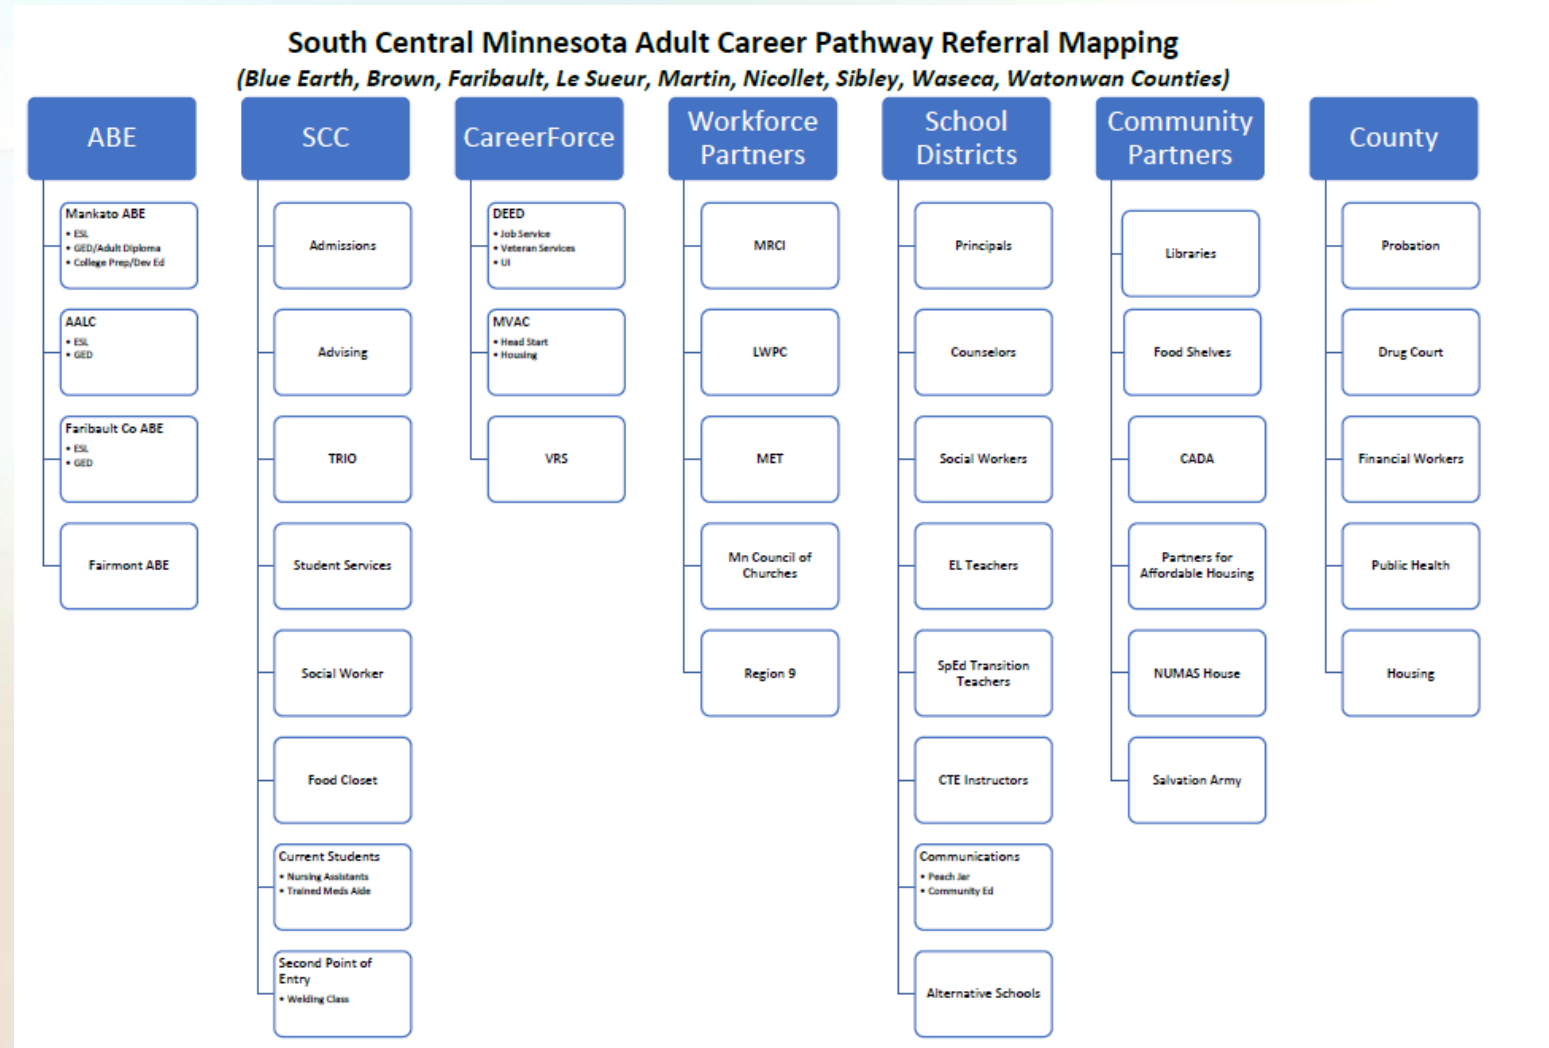 South Central Minnesota Adult Career Pathway Referral Mapping
(Blue Earth, Brown, Faribault, Le Sueur, Martin, Nicollet, Sibley, Waseca, Watonwan Counties)
ABE
Mankato ABE
• ESL
• GED/Adult Diploma
• College Prep/Dev Ed
AALC
• ESL
• GED
Faribault Co ABE
• ESL
• GED
Fairmont ABE
SCC
Admissions
Advising
TRIO
Student Services
Social Worker
Food Closet
Current Students
• Nursing Assistants
• Trained Meds Aide
Second Point of
Entry
• Welding Class
CareerForce
DEED
• Job Service
• Veteran Services
• UI
MVAC
• Head Start
• Housing
VRS
Workforce
Partners
MRCI
LWPC
MET
Mn Council of
Churches
Region 9
School
Districts
Principals
Counselors
Social Workers
EL Teachers
SpEd Transition
Teachers
CTE Instructors
Communications
• Peach Jar
• Community Ed
Alternative Schools
Community
Partners
Libraries
Food Shelves
CADA
Partners for
Affordable Housing
NUMAS House
Salvation Army
County
Probation
Drug Court
Financial Workers
Public Health
Housing